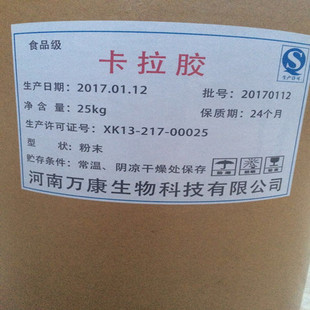 食品级
卡拉胶
生产日期：2017.01.12 批号：20170112
净含量：25kg 保质期：24个月
生产许可证号：XK13-217-00025
型状：粉末
贮存条件：常温、阴凉干燥处保存
河南万康生物科技有限公司